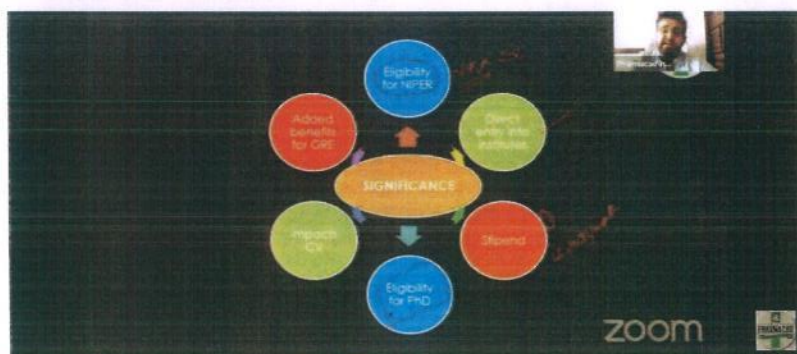 Eligibility
for NIPER
Added
benefits
for GRE
Direct
entry into
institutes
SIGNIFICANCE
Impacts
CV
Stipend
Eligibility
for PhD
zoom